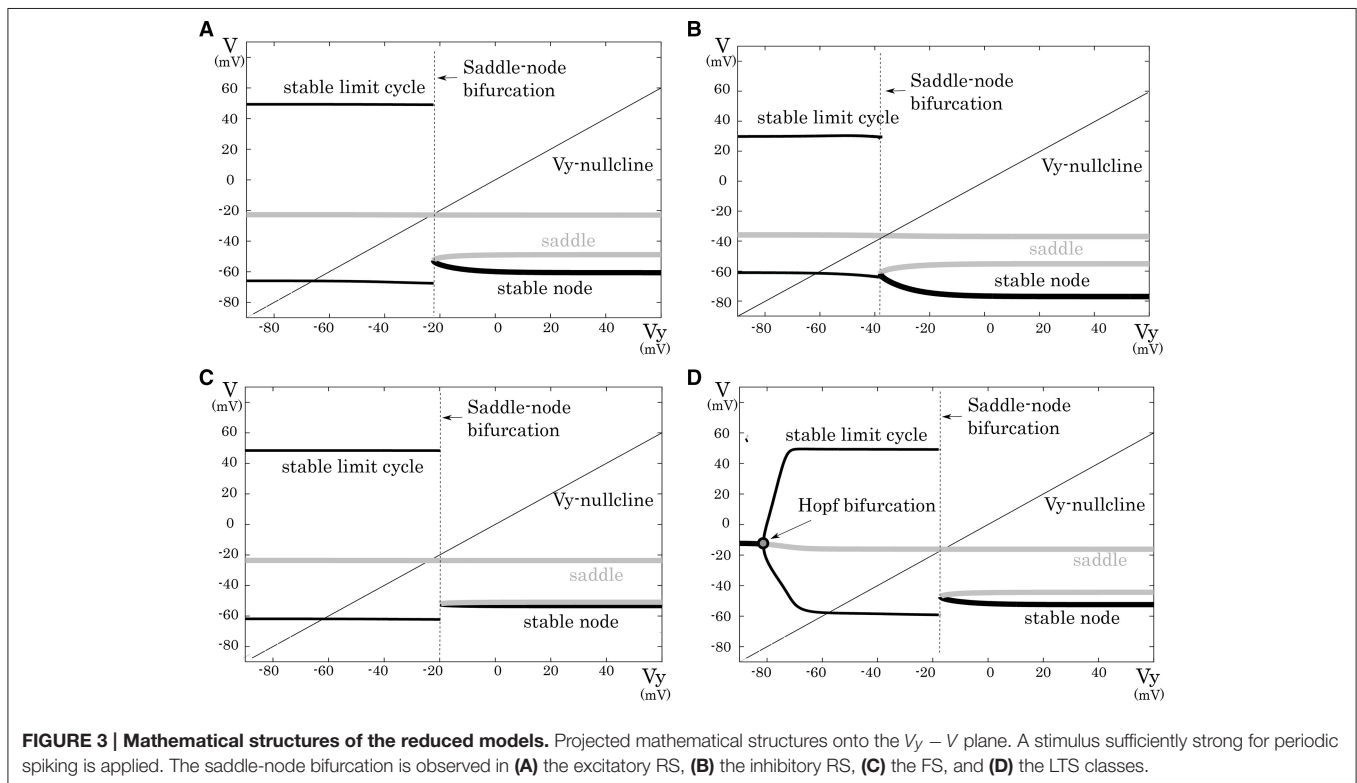 A
V
(mV)
60
40
20
0
-20
-40
-60
-80
stable limit cycle
Saddle-node
bifurcation
Vy-nullcline
saddle
stable node
-80 -60 -40 -20 0 20 40 Vy
(mV)
B
V
(mV)
60
40
20
0
-20
-40
-60
-80
stable limit cycle
Saddle-node
bifurcation
Vy-nullcline
saddle
stable node
-80 -60 -40 -20 0 20 40 Vy
(mV)
C
V
(mV)
60
40
20
0
-20
-40
-60
-80
stable limit cycle
Saddle-node
bifurcation
Vy-nullcline
saddle
stable node
-80 -60 -40 -20 0 20 40 Vy
(mV)
D
V
(mV)
60
40
20
0
-20
-40
-60
-80
stable limit cycle
Saddle-node
bifurcation
Hopf bifurcation
Vy-nullcline
saddle
stable node
-80 -60 -40 -20 0 20 40 Vy
(mV)
FIGURE 3 | Mathematical structures of the reduced models. Projected mathematical structures onto the Vy − V plane. A stimulus sufficiently strong for periodic
spiking is applied. The saddle-node bifurcation is observed in (A) the excitatory RS, (B) the inhibitory RS, (C) the FS, and (D) the LTS classes.